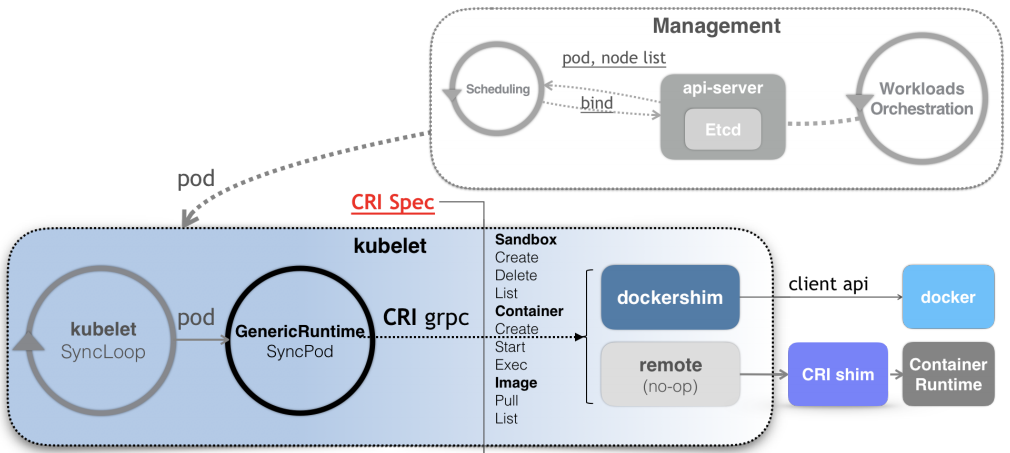 Management
pod, node list
Scheduling
bind
api-server
Etcd
Workloads
Orchestration
pod
CRI Spec
kubelet
kubelet
SyncLoop
pod
GenericRuntime
SyncPod
CRI grpc
Sandbox
Create
Delete
List
Container
Create
Start
Exec
Image
Pull
List
dockershim
client api
docker
remote
(no-op)
CRI shim
Container
Runtime